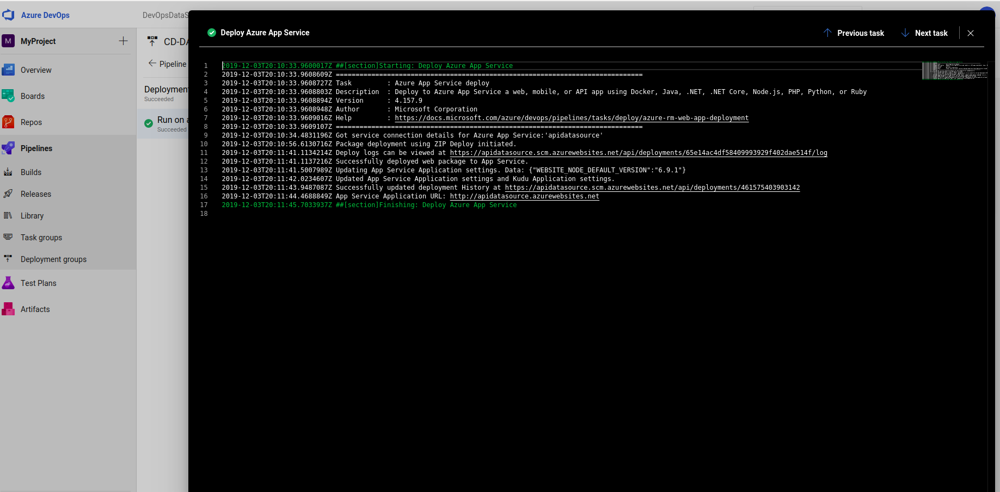 Azure DevOps
DevOpsDataS
M MyProject
Overview
Boards
Repos
Pipelines
Builds
Releases
Library
Task groups
Deployment groups
Test Plans
Artifacts
CD-DA
Pipeline
Deployment
Succeeded
Run on a
Succeeded
Deploy Azure App Service
Previous task
Next task
1 2019-12-03T20:10:33.9600017Z ##[section]Starting: Deploy Azure App Service
2 2019-12-03T20:10:33.9608609Z ==============================================================================
3 2019-12-03T20:10:33.9608727Z Task         : Azure App Service deploy
4 2019-12-03T20:10:33.9608803Z Description  : Deploy to Azure App Service a web, mobile, or API app using Docker, Java, .NET, .NET Core, Node.js, PHP, Python, or Ruby
5 2019-12-03T20:10:33.9608894Z Version      : 4.157.9
6 2019-12-03T20:10:33.9608948Z Author       : Microsoft Corporation
7 2019-12-03T20:10:33.9609016Z Help         : https://docs.microsoft.com/azure/devops/pipelines/tasks/deploy/azure-rm-web-app-deployment
8 2019-12-03T20:10:33.9609107Z ==============================================================================
9 2019-12-03T20:10:34.4831196Z Got service connection details for Azure App Service:'apidatasource'
10 2019-12-03T20:10:56.6130716Z Package deployment using ZIP Deploy initiated.
11 2019-12-03T20:11:41.1134214Z Deploy logs can be viewed at https://apidatasource.scm.azurewebsites.net/api/deployments/65e14ac4df58409993929f402dae514f/log
12 2019-12-03T20:11:41.1137216Z Successfully deployed web package to App Service.
13 2019-12-03T20:11:41.5007989Z Updating App Service Application settings. Data: {"WEBSITE_NODE_DEFAULT_VERSION":"6.9.1"}
14 2019-12-03T20:11:42.0234607Z Updated App Service Application settings and Kudu Application settings.
15 2019-12-03T20:11:43.9487087Z Successfully updated deployment History at https://apidatasource.scm.azurewebsites.net/api/deployments/461575403903142
16 2019-12-03T20:11:44.4688849Z App Service Application URL: http://apidatasource.azurewebsites.net
17 2019-12-03T20:11:45.7033937Z ##[section]Finishing: Deploy Azure App Service
18